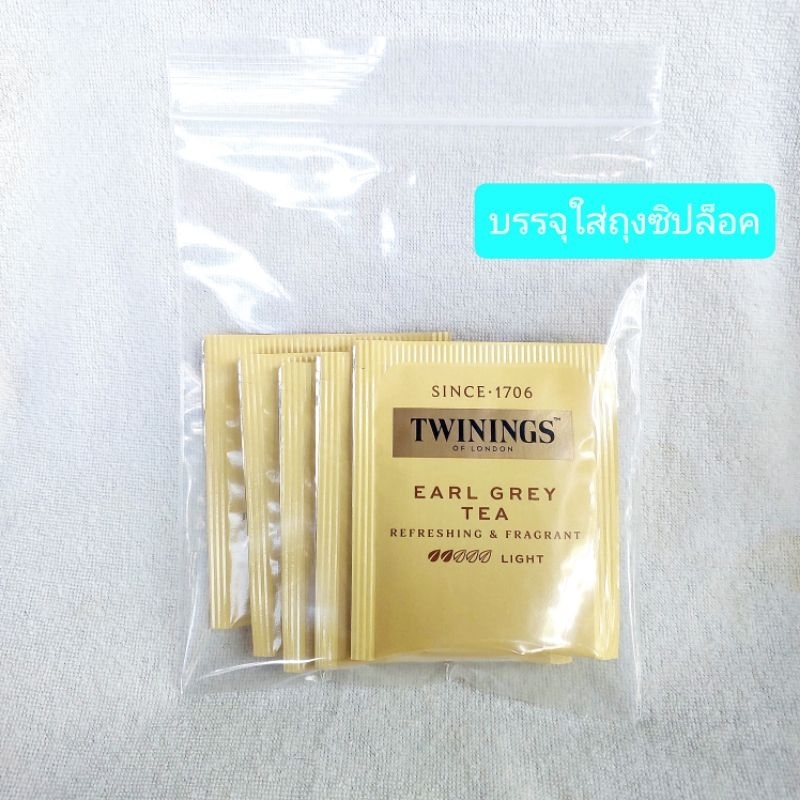 บรรจุใส่ถุงซิปล็อค
SINCE·1706
TWININGS™
OF LONDON
EARL GREY
TEA
REFRESHING & FRAGRANT
LIGHT